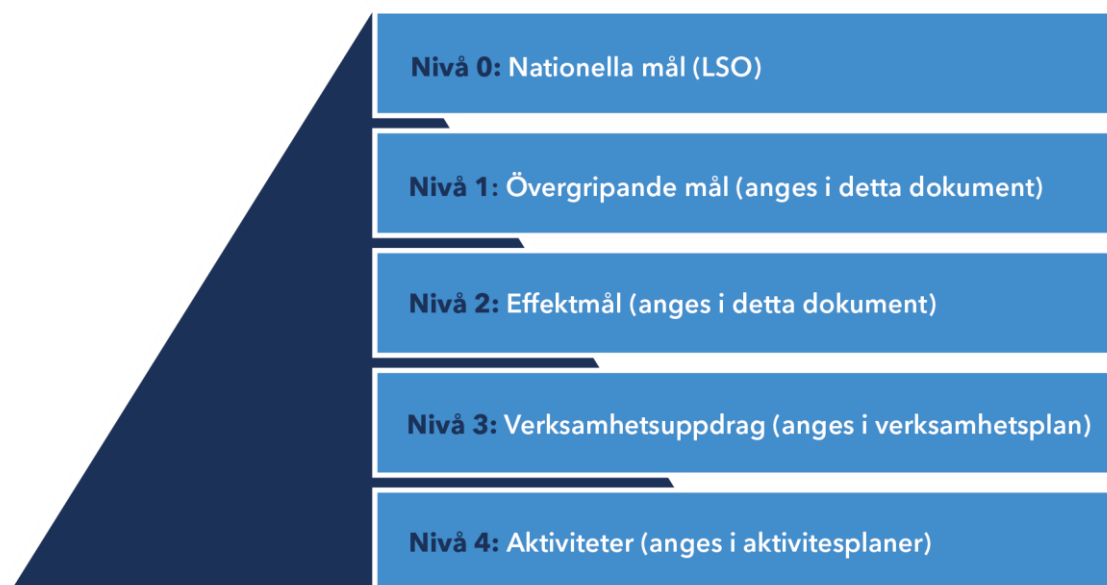 Nivå 0: Nationella mål (LSO)
Nivå 1: Övergripande mål (anges i detta dokument)
Nivå 2: Effektmål (anges i detta dokument)
Nivå 3: Verksamhetsuppdrag (anges i verksamhetsplan)
Nivå 4: Aktiviteter (anges i aktivitesplaner)